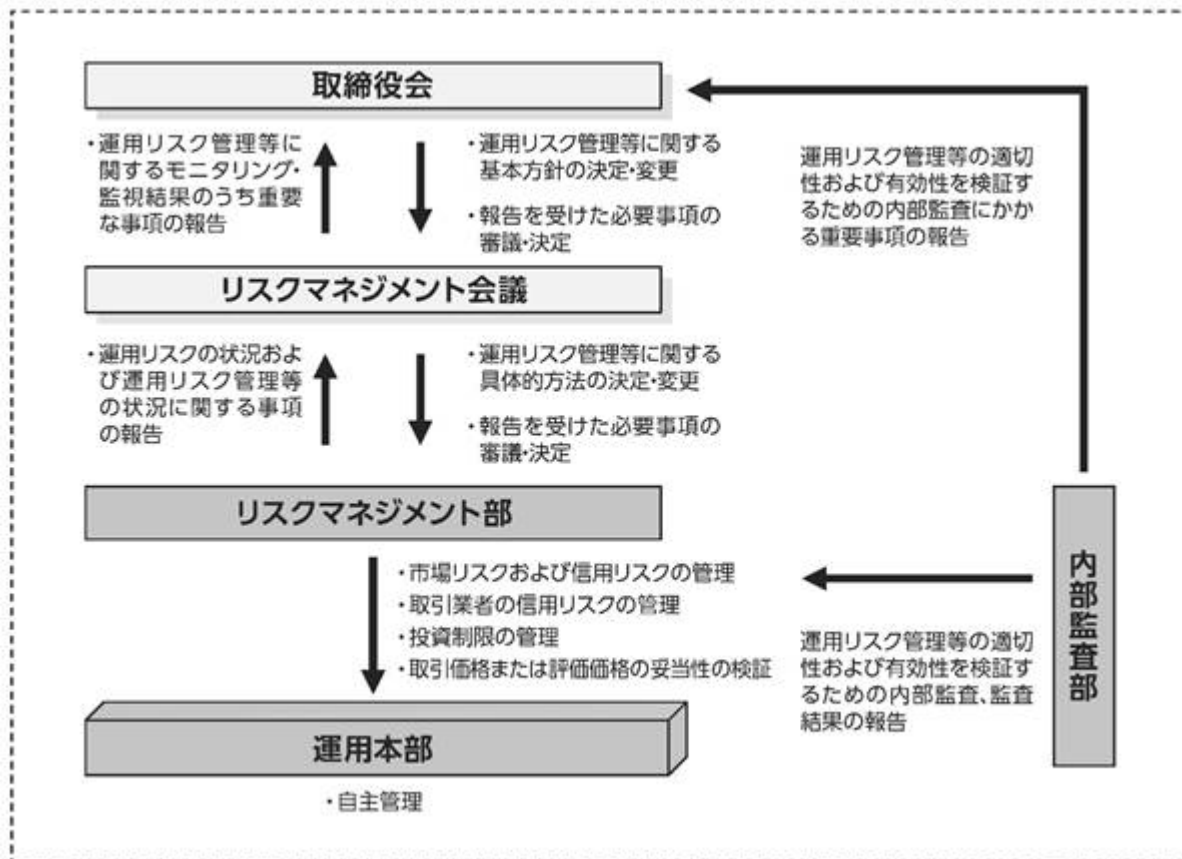 取締役会
・運用リスク管理等に
関するモニタリング・
監視結果のうち重要
な事項の報告
・運用リスク管理等に関する
基本方針の決定・変更
・報告を受けた必要事項の
審議・決定
運用リスク管理等の適切
性および有効性を検証す
るための内部監査にかか
る重要事項の報告
リスクマネジメント会議
・運用リスクの状況およ
び運用リスク管理等
の状況に関する事項
の報告
・運用リスク管理等に関する
具体的方法の決定・変更
・報告を受けた必要事項の
審議・決定
リスクマネジメント部
・市場リスクおよび信用リスクの管理
・取引業者の信用リスクの管理
・投資制限の管理
・取引価格または評価価格の妥当性の検証
内部監査部
運用リスク管理等の適切
性および有効性を検証す
るための内部監査、監査
結果の報告
運用本部
・自主管理